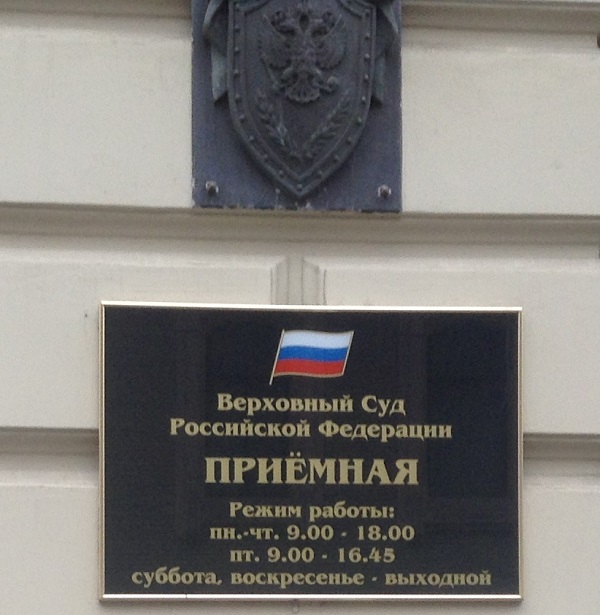 Верховный Суд
Российской Федерации
ПРИЁМНАЯ
Режим работы:
пн.-чт. 9.00 - 18.00
пт. 9.00 - 16.45
суббота, воскресенье - выходной